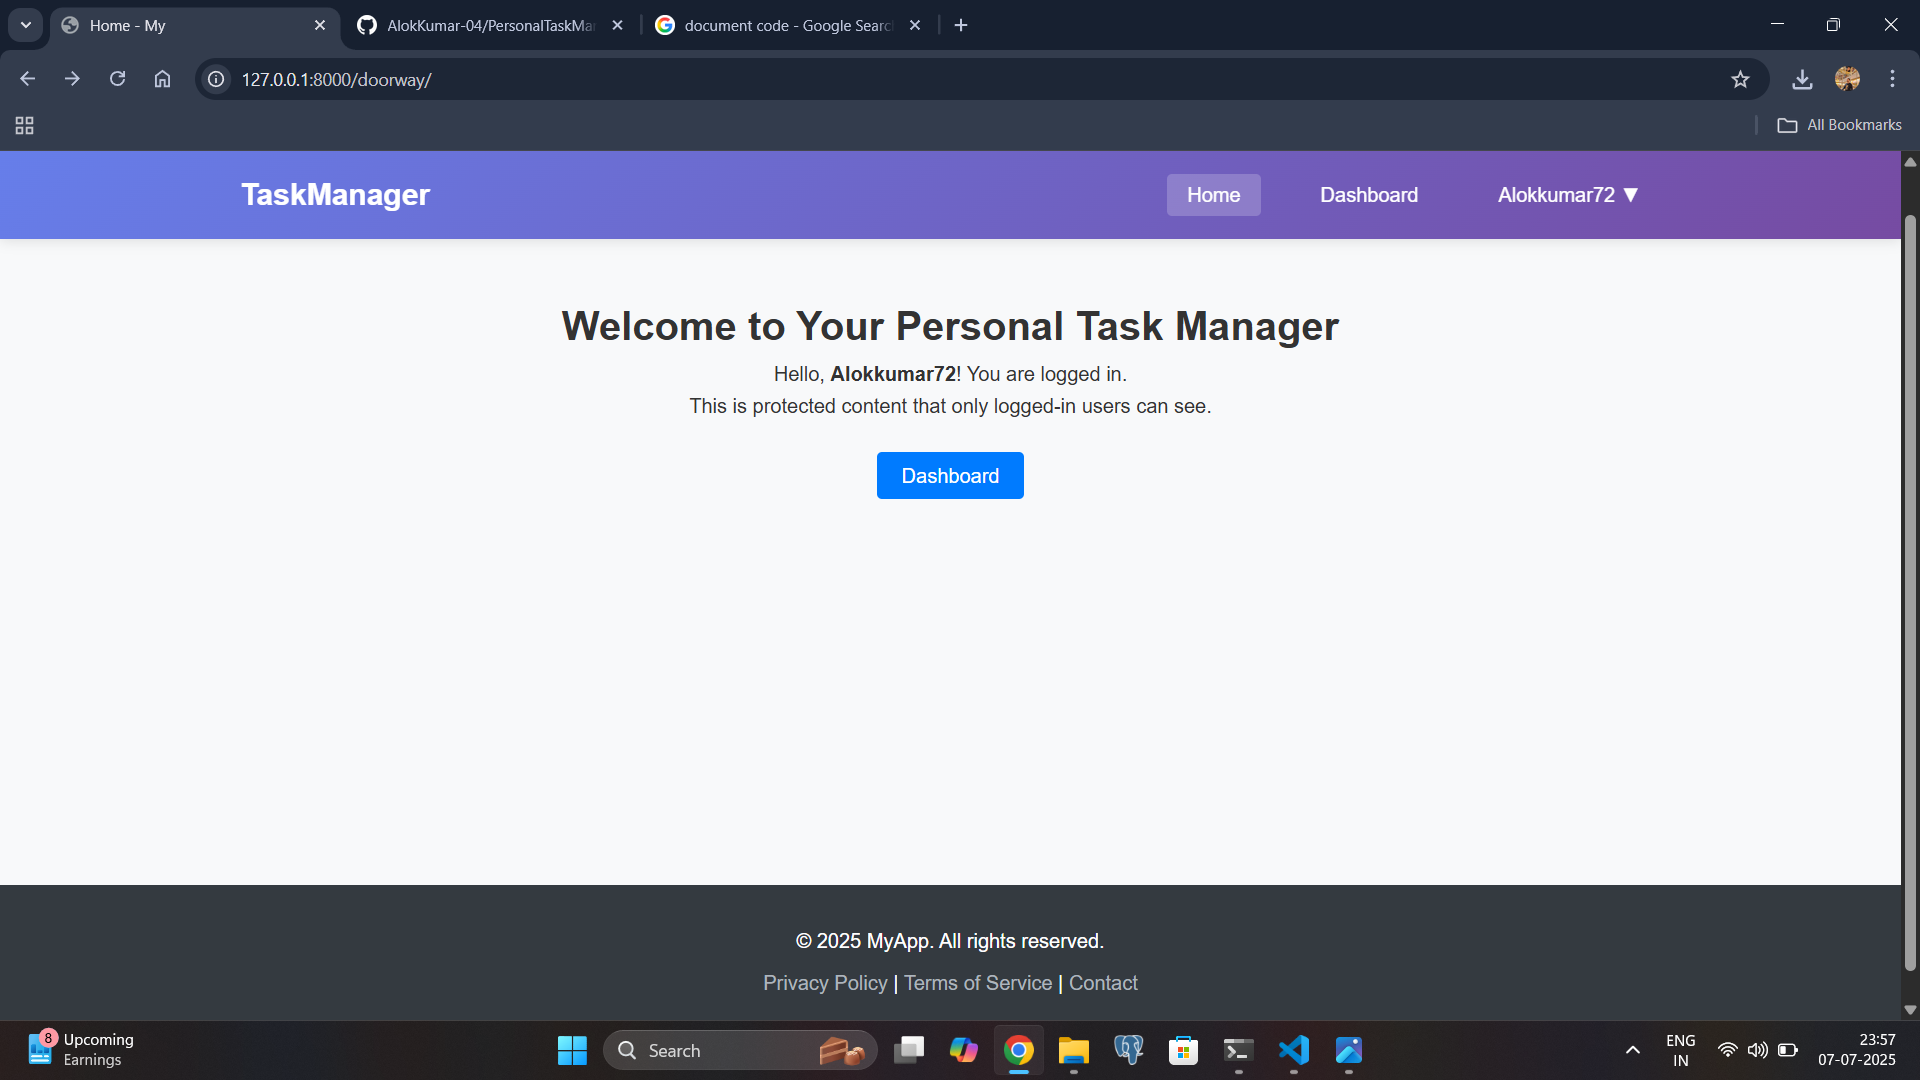 Home - My
AlokKumar-04/PersonalTaskMa
document code - Google Searc
127.0.0.1:8000/doorway/
All Bookmarks
TaskManager
Home
Dashboard
Alokkumar72 ▼
Welcome to Your Personal Task Manager
Hello, Alokkumar72! You are logged in.
This is protected content that only logged-in users can see.
Dashboard
© 2025 MyApp. All rights reserved.
Privacy Policy | Terms of Service | Contact
8
Upcoming
Earnings
Search
ENG
IN
23:57
07-07-2025